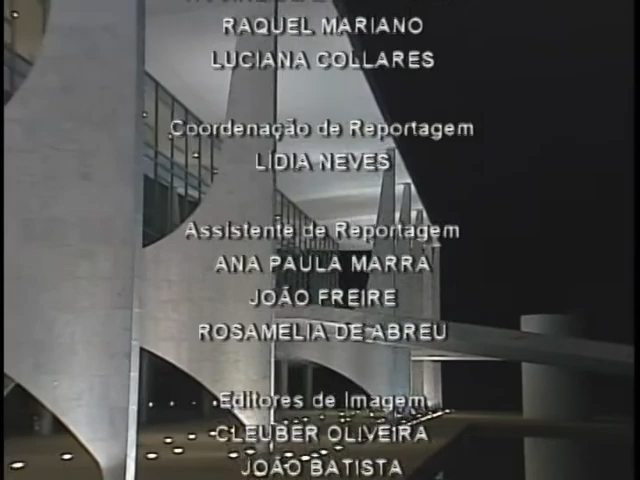 RAQUEL MARIANO
LUCIANA COLLARES
Coordenação de Reportagem
LÍDIA NEVES
Assistente de Reportagem
ANA PAULA MARRA
JOÃO FREIRE
ROSAMELIA DE ABREU
Editores de Imagem
CLEUBER OLIVEIRA
JOÃO BATISTA